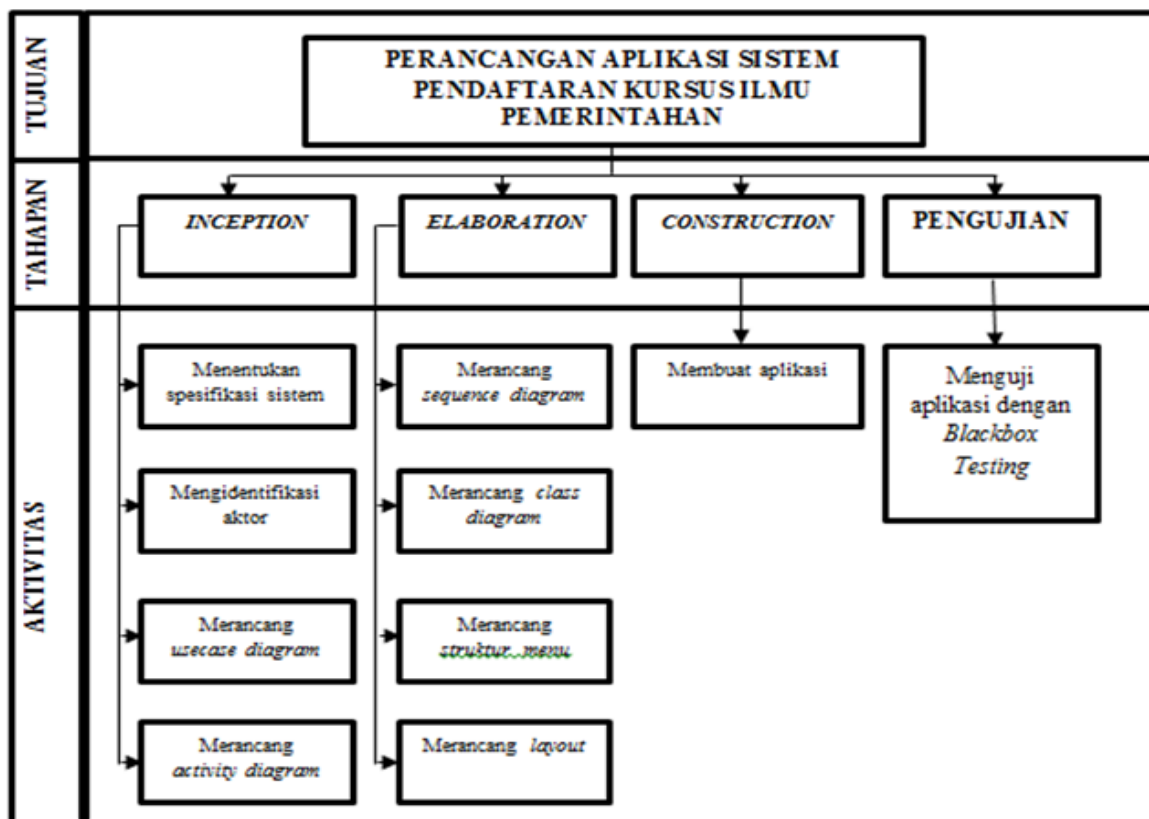 TUJUAN
PERANCANGAN APLIKASI SISTEM
PENDAFTARAN KURSUS ILMU
PEMERINTAHAN
TAHAPAN
INCEPTION
ELABORATION
CONSTRUCTION
PENGUJIAN
AKTIVITAS
Menentukan
spesifikasi sistem
Mengidentifikasi
aktor
Merancang
usecase diagram
Merancang
activity diagram
Merancang
sequence diagram
Merancang class
diagram
Merancang
struktur menu
Merancang layout
Membuat aplikasi
Menguji
aplikasi dengan
Blackbox
Testing